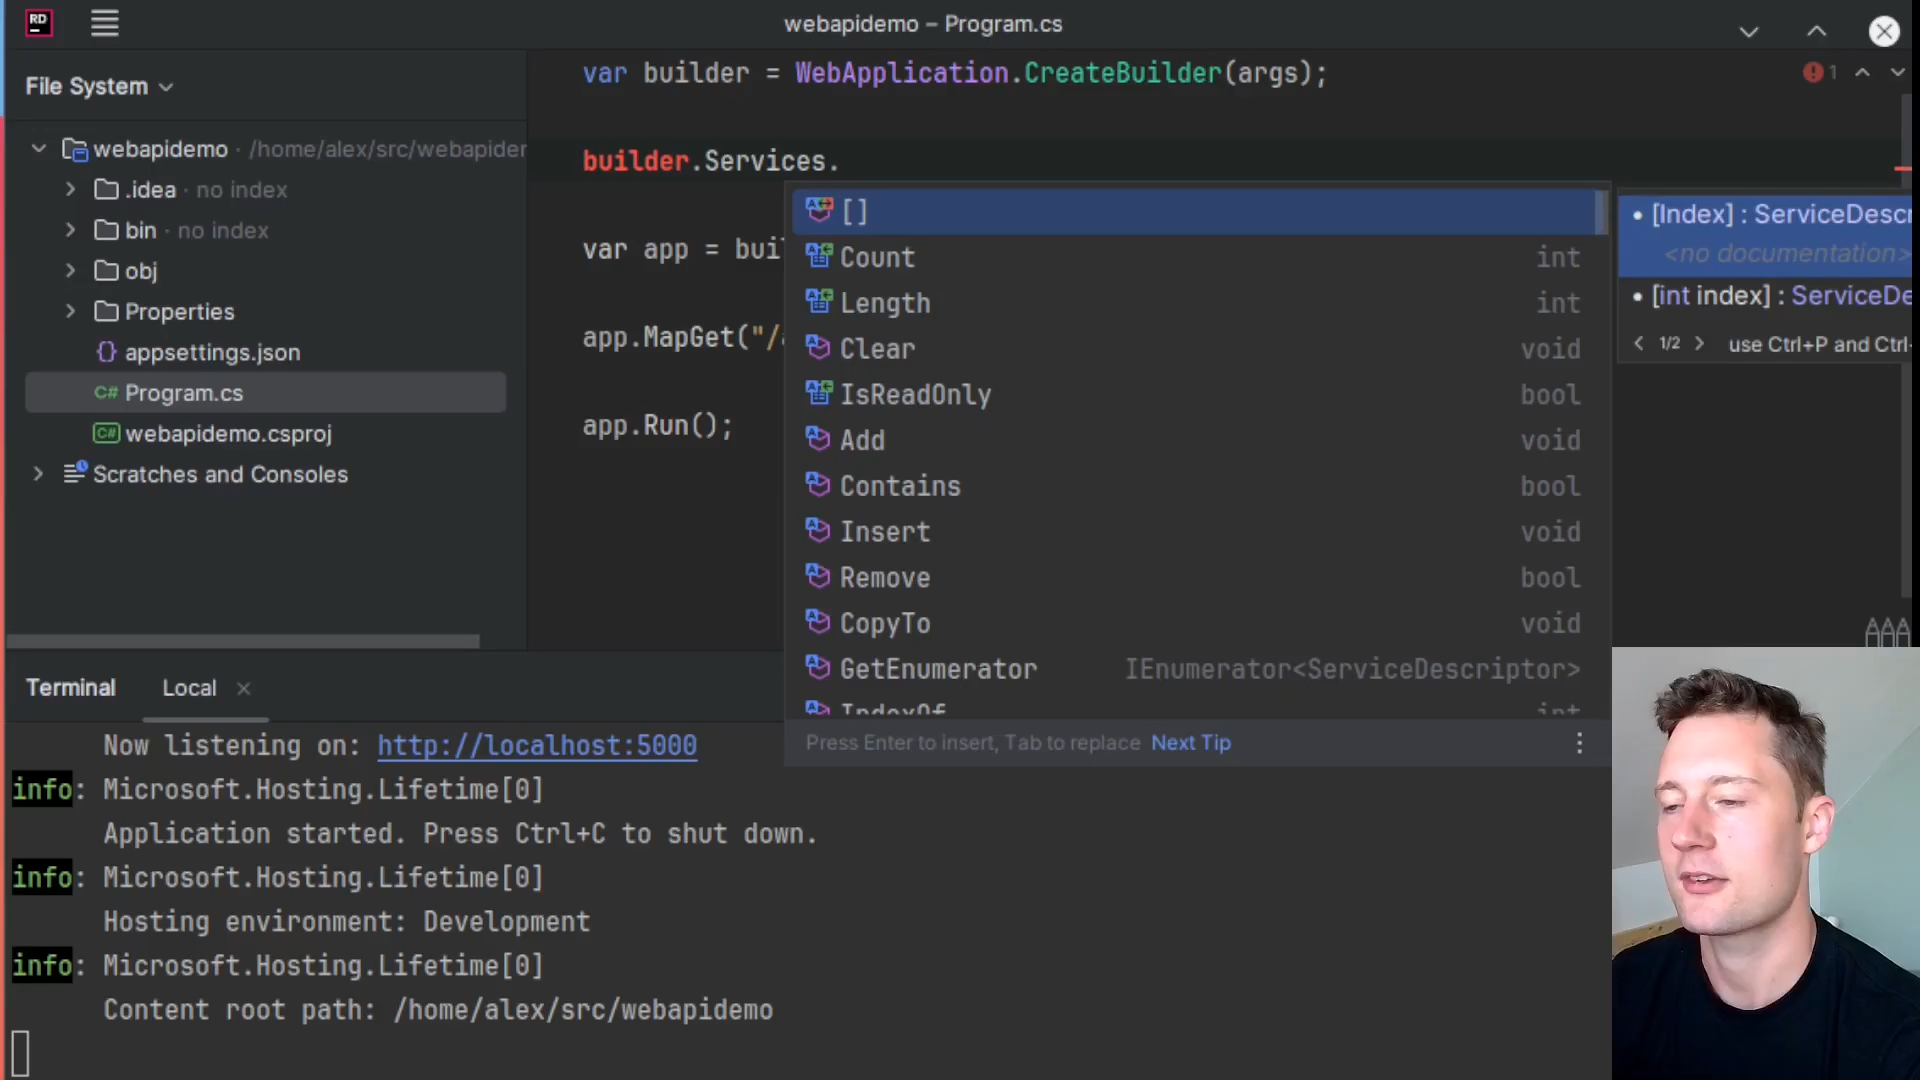 RD
webapidemo – Program.cs
File System
webapidemo · /home/alex/src/webapider
.idea · no index
bin · no index
obj
Properties
{} appsettings.json
C# Program.cs
C# webapidemo.csproj
Scratches and Consoles
var builder = WebApplication.CreateBuilder(args);
builder.Services.
var app = buil
app.MapGet("/
app.Run();
1
[]
Count int
Length int
Clear void
IsReadOnly bool
Add void
Contains bool
Insert void
Remove bool
CopyTo void
GetEnumerator IEnumerator<ServiceDescriptor>
IndexOf int
Press Enter to insert, Tab to replace Next Tip
• [Index] : ServiceDescr
<no documentation>
• [int index] : ServiceDe
< 1/2 > use Ctrl+P and Ctrl-
Terminal Local
Now listening on: http://localhost:5000
info: Microsoft.Hosting.Lifetime[0]
Application started. Press Ctrl+C to shut down.
info: Microsoft.Hosting.Lifetime[0]
Hosting environment: Development
info: Microsoft.Hosting.Lifetime[0]
Content root path: /home/alex/src/webapidemo